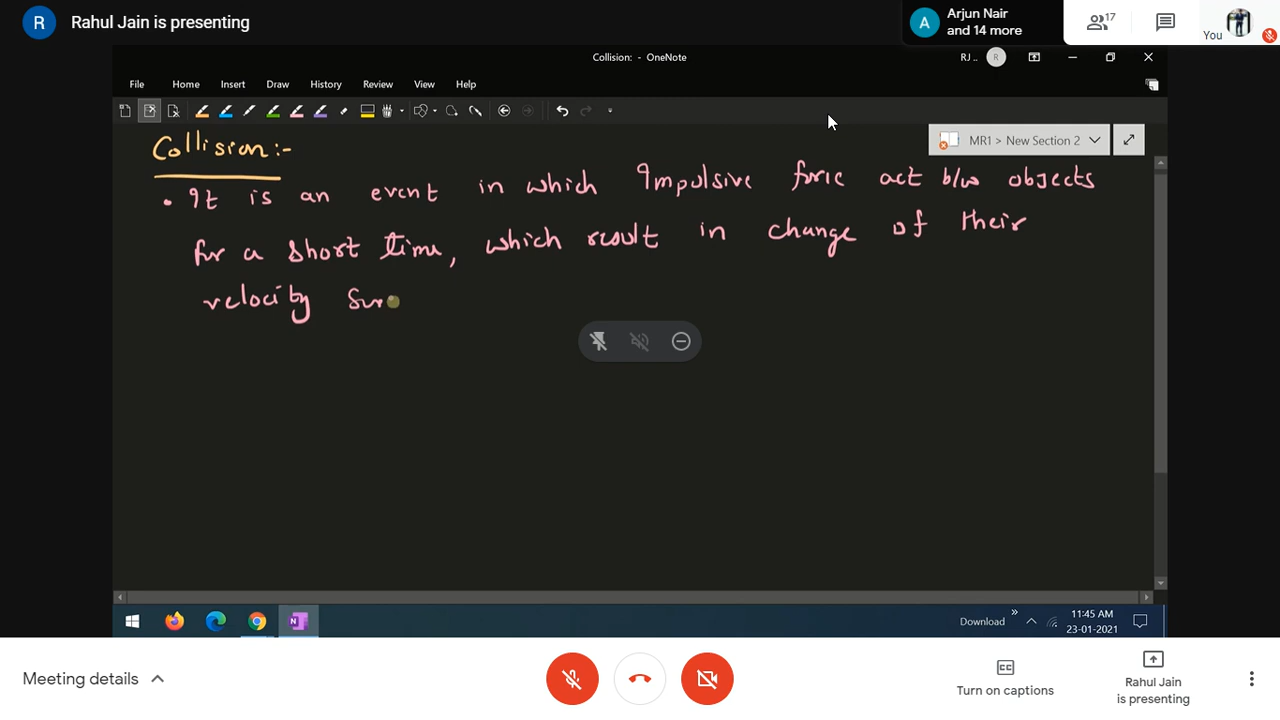 R Rahul Jain is presenting
A Arjun Nair and 14 more
17
You
Collision: - OneNote
RJ ..
R
File Home Insert Draw History Review View Help
MR1 > New Section 2
Collision:-
• It is an event in which Impulsive force act b/w objects
for a short time, which result in change of their
velocity
Download
11:45 AM
23-01-2021
Meeting details
CC
Turn on captions
Rahul Jain
is presenting